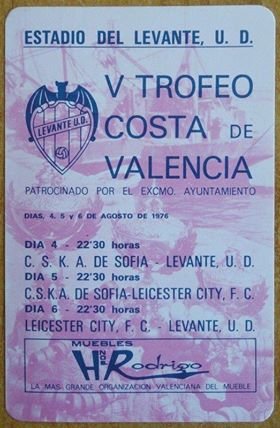 ESTADIO DEL LEVANTE, U. D.
LEVANTE U.D.
V TROFEO
COSTA DE
VALENCIA
PATROCINADO POR EL EXCMO. AYUNTAMIENTO
DIAS, 4, 5 y 6 DE AGOSTO DE 1976
DIA 4 - 22'30 horas
C. S. K. A. DE SOFIA - LEVANTE, U. D.
DIA 5 - 22'30 horas
C.S.K.A. DE SOFIA-LEICESTER CITY, F. C.
DIA 6 - 22'30 horas
LEICESTER CITY, F. C. - LEVANTE, U. D.
MUEBLES
HNOS. Rodrigo
LA MAS GRANDE ORGANIZACION VALENCIANA DEL MUEBLE